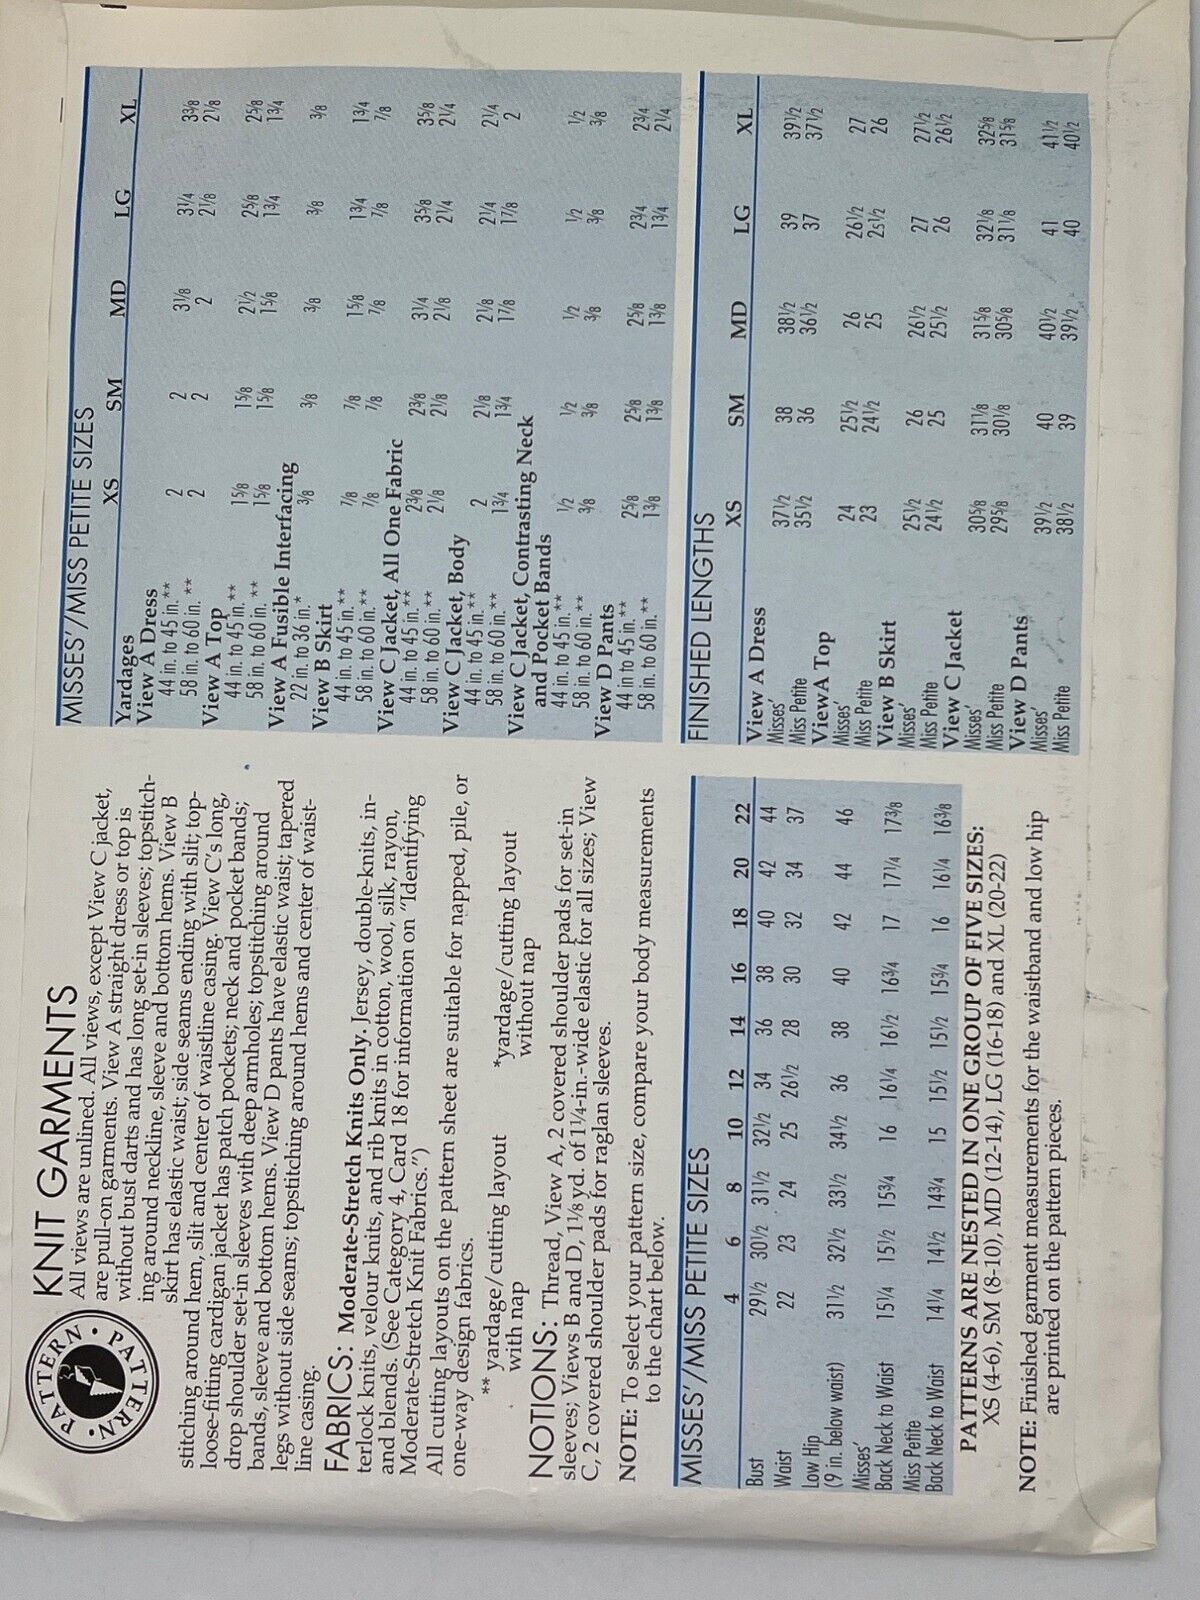 PATTERN • PATTERN •
KNIT GARMENTS
All views are unlined. All views, except View C jacket,
are pull-on garments. View A straight dress or top is
without bust darts and has long set-in sleeves; topstitch-
ing around neckline, sleeve and bottom hems. View B
skirt has elastic waist; side seams ending with slit; top-
stitching around hem, slit and center of waistline casing. View C's long,
loose-fitting cardigan jacket has patch pockets; neck and pocket bands;
drop shoulder set-in sleeves with deep armholes; topstitching around
bands, sleeve and bottom hems. View D pants have elastic waist; tapered
legs without side seams; topstitching around hems and center of waist-
line casing.
FABRICS: Moderate-Stretch Knits Only. Jersey, double-knits, in-
terlock knits, velour knits, and rib knits in cotton, wool, silk, rayon,
and blends. (See Category 4, Card 18 for information on "Identifying
Moderate-Stretch Knit Fabrics.")
All cutting layouts on the pattern sheet are suitable for napped, pile, or
one-way design fabrics.
** yardage/cutting layout *yardage/cutting layout
with nap without nap
NOTIONS: Thread, View A, 2 covered shoulder pads for set-in
sleeves; Views B and D, 1⅛ yd. of 1¼-in.-wide elastic for all sizes; View
C, 2 covered shoulder pads for raglan sleeves.
NOTE: To select your pattern size, compare your body measurements
to the chart below.
MISSES'/MISS PETITE SIZES
4 6 8 10 12 14 16 18 20 22
Bust 29½ 30½ 31½ 32½ 34 36 38 40 42 44
Waist 22 23 24 25 26½ 28 30 32 34 37
Low Hip
(9 in. below waist) 31½ 32½ 33½ 34½ 36 38 40 42 44 46
Misses'
Back Neck to Waist 15¼ 15½ 15¾ 16 16¼ 16½ 16¾ 17 17¼ 17⅜
Miss Petite
Back Neck to Waist 14¼ 14½ 14¾ 15 15½ 15½ 15¾ 16 16¼ 16⅜
PATTERNS ARE NESTED IN ONE GROUP OF FIVE SIZES:
XS (4-6), SM (8-10), MD (12-14), LG (16-18) and XL (20-22)
NOTE: Finished garment measurements for the waistband and low hip
are printed on the pattern pieces.
MISSES'/MISS PETITE SIZES
Yardages XS SM MD LG XL
View A Dress
44 in. to 45 in.** 2 2 3⅛ 3¼ 3⅜
58 in. to 60 in. ** 2 2 2 2⅛ 2⅛
View A Top
44 in. to 45 in.** 1⅝ 1⅝ 2½ 2⅝ 2⅝
58 in. to 60 in. ** 1⅝ 1⅝ 1⅝ 1¾ 1¾
View A Fusible Interfacing
22 in. to 36 in.* ⅜ ⅜ ⅜ ⅜ ⅜
View B Skirt
44 in. to 45 in.** ⅞ ⅞ 1⅝ 1¾ 1¾
58 in. to 60 in.** ⅞ ⅞ ⅞ ⅞ ⅞
View C Jacket, All One Fabric
44 in. to 45 in.** 2⅜ 2⅜ 3¼ 3⅝ 3⅝
58 in. to 60 in. ** 2⅛ 2⅛ 2⅛ 2¼ 2¼
View C Jacket, Body
44 in. to 45 in.** 2 2⅛ 2⅛ 2¼ 2¼
58 in. to 60 in. ** 1¾ 1¾ 1⅞ 1⅞ 2
View C Jacket, Contrasting Neck
and Pocket Bands
44 in. to 45 in.** ½ ½ ½ ½ ½
58 in. to 60 in. ** ⅜ ⅜ ⅜ ⅜ ⅜
View D Pants
44 in to 45 in.** 2⅝ 2⅝ 2⅝ 2¾ 2¾
58 in. to 60 in. ** 1⅜ 1⅜ 1⅜ 1¾ 2¼
FINISHED LENGTHS
XS SM MD LG XL
View A Dress
Misses' 37½ 38 38½ 39 39½
Miss Petite 35½ 36 36½ 37 37½
View A Top
Misses' 24 25½ 26 26½ 27
Miss Petite 23 24½ 25 25½ 26
View B Skirt
Misses' 25½ 26 26½ 27 27½
Miss Petite 24½ 25 25½ 26 26½
View C Jacket
Misses' 30⅝ 31⅛ 31⅝ 32⅛ 32⅝
Miss Petite 29⅝ 30⅛ 30⅝ 31⅛ 31⅝
View D Pants
Misses' 39½ 40 40½ 41 41½
Miss Petite 38½ 39 39½ 40 40½